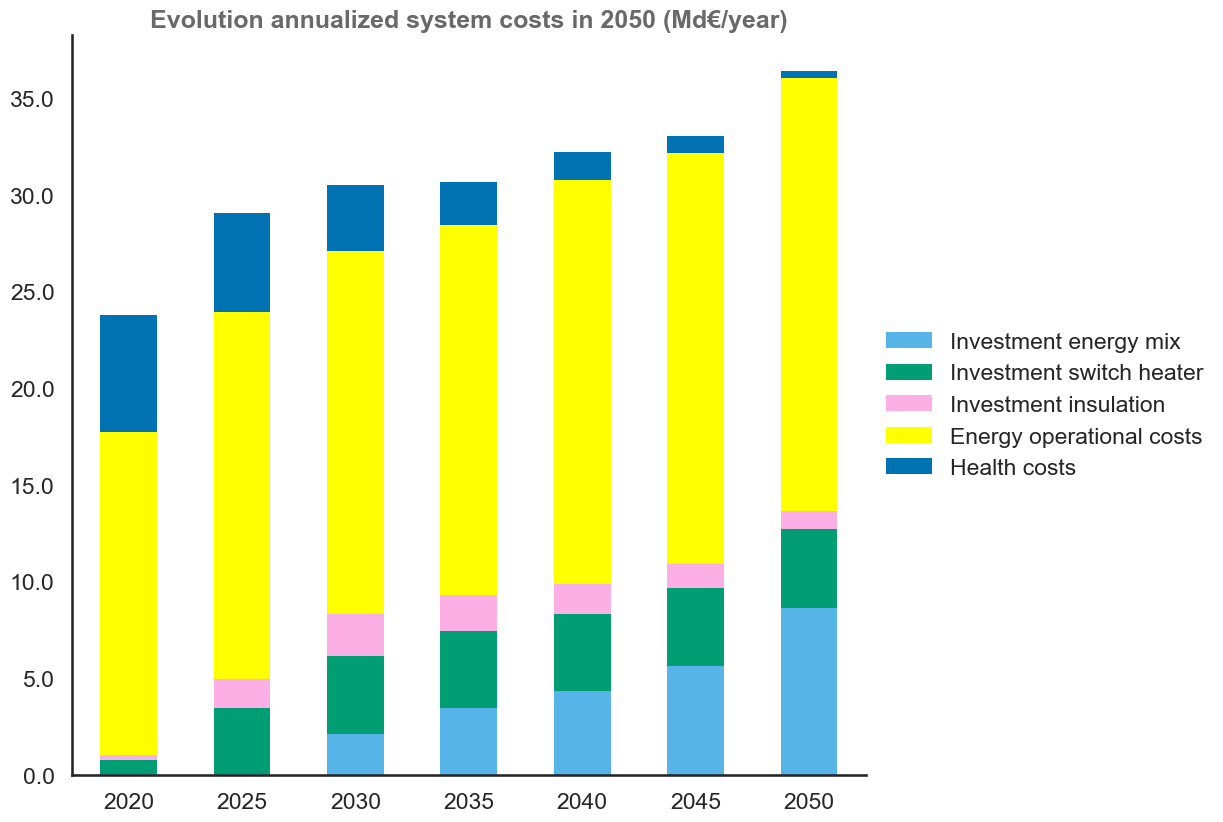 Evolution annualized system costs in 2050 (Md€/year)
35.0
30.0
25.0
20.0
15.0
10.0
5.0
0.0
2020 2025 2030 2035 2040 2045 2050
Investment energy mix
Investment switch heater
Investment insulation
Energy operational costs
Health costs